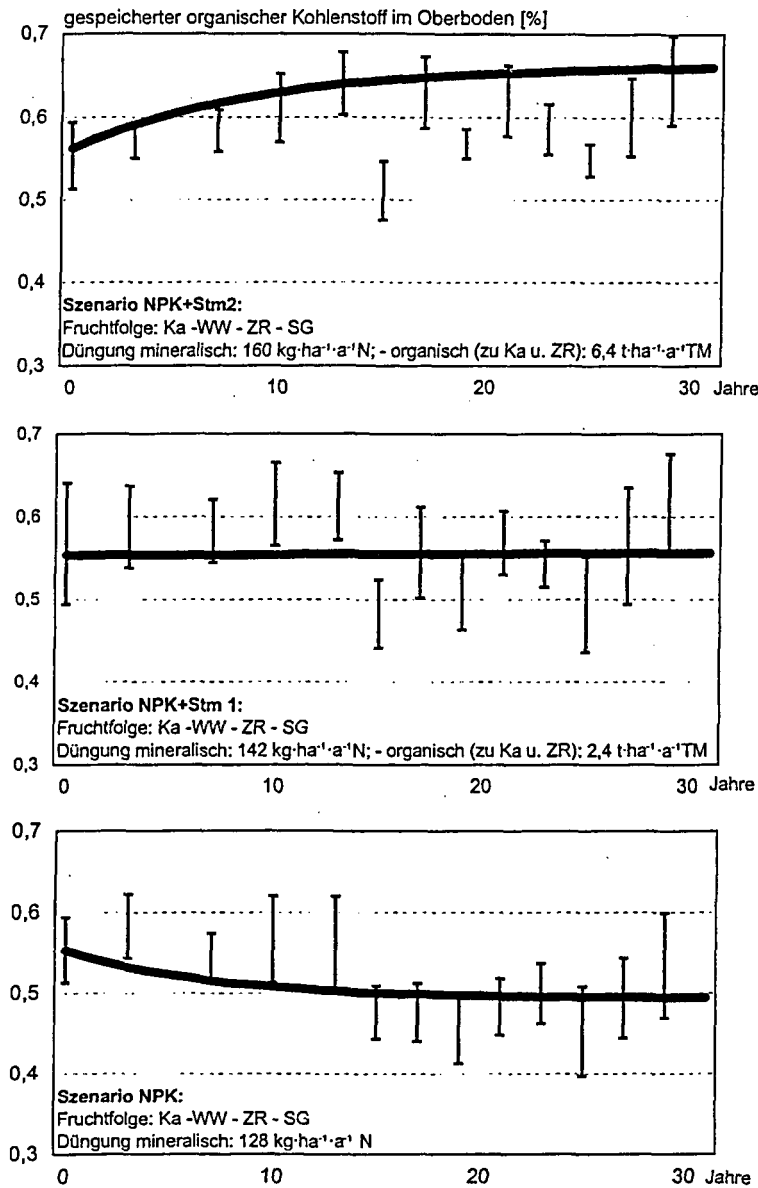 gespeicherter organischer Kohlenstoff im Oberboden [%]
0,7
0,6
0,5
0,4
0,3
Szenario NPK+Stm2:
Fruchtfolge: Ka -WW - ZR - SG
Düngung mineralisch: 160 kg·ha⁻¹·a⁻¹N; - organisch (zu Ka u. ZR): 6,4 t·ha⁻¹·a⁻¹TM
0 10 20 30 Jahre
0,7
0,6
0,5
0,4
0,3
Szenario NPK+Stm 1:
Fruchtfolge: Ka -WW - ZR - SG
Düngung mineralisch: 142 kg·ha⁻¹·a⁻¹N; - organisch (zu Ka u. ZR): 2,4 t·ha⁻¹·a⁻¹TM
0 10 20 30 Jahre
0,7
0,6
0,5
0,4
0,3
Szenario NPK:
Fruchtfolge: Ka -WW - ZR - SG
Düngung mineralisch: 128 kg·ha⁻¹·a⁻¹ N
0 10 20 30 Jahre